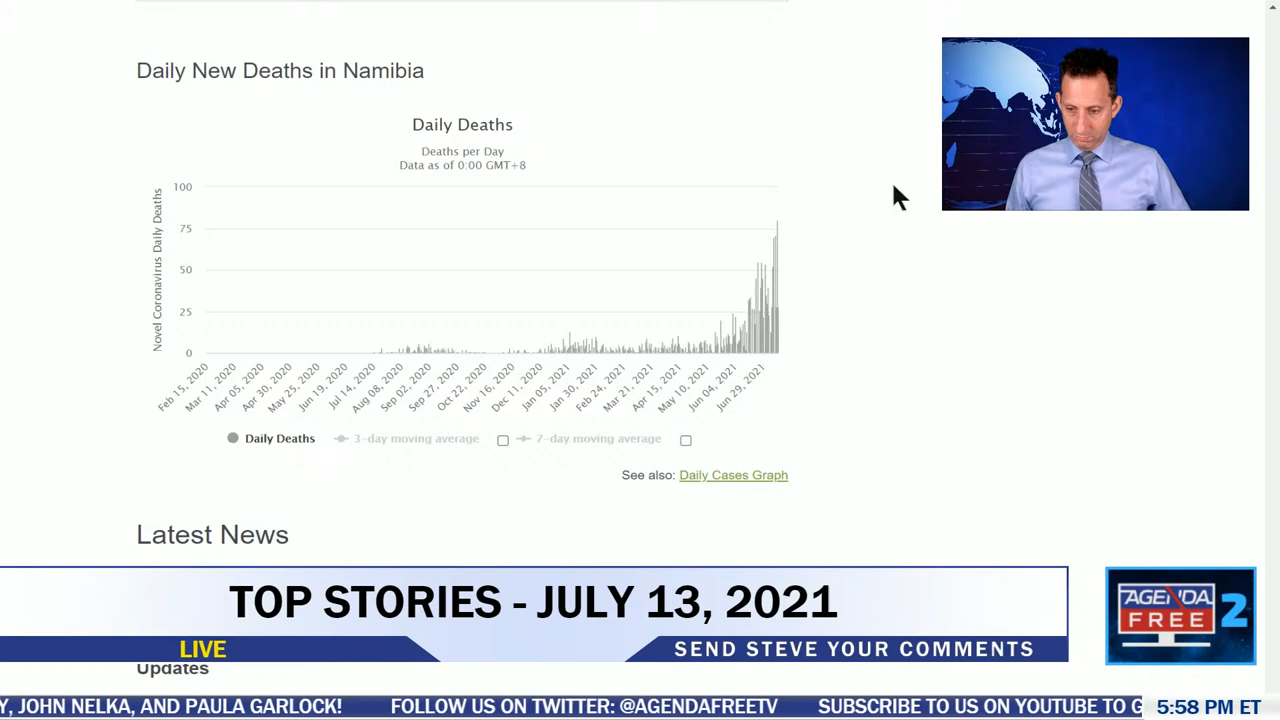 Daily New Deaths in Namibia
Daily Deaths
Deaths per Day
Data as of 0:00 GMT+8
Novel Coronavirus Daily Deaths
100
75
50
25
0
Feb 15, 2020
Mar 11, 2020
Apr 05, 2020
Apr 30, 2020
May 25, 2020
Jun 19, 2020
Jul 14, 2020
Aug 08, 2020
Sep 02, 2020
Sep 27, 2020
Oct 22, 2020
Nov 16, 2020
Dec 11, 2020
Jan 05, 2021
Jan 30, 2021
Feb 24, 2021
Mar 21, 2021
Apr 15, 2021
May 10, 2021
Jun 04, 2021
Jun 29, 2021
Daily Deaths 3-day moving average 7-day moving average
See also: Daily Cases Graph
Latest News
TOP STORIES - JULY 13, 2021
LIVE SEND STEVE YOUR COMMENTS
AGENDA
FREE 2
Updates
Y, JOHN NELKA, AND PAULA GARLOCK! FOLLOW US ON TWITTER: @AGENDAFREETV SUBSCRIBE TO US ON YOUTUBE TO G 5:58 PM ET